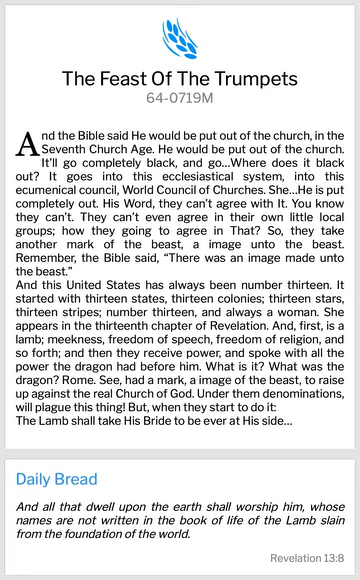 The Feast Of The Trumpets
64-0719M
And the Bible said He would be put out of the church, in the
Seventh Church Age. He would be put out of the church.
It'll go completely black, and go...Where does it black
out? It goes into this ecclesiastical system, into this
ecumenical council, World Council of Churches. She...He is put
completely out. His Word, they can't agree with It. You know
they can't. They can't even agree in their own little local
groups; how they going to agree in That? So, they take
another mark of the beast, a image unto the beast.
Remember, the Bible said, “There was an image made unto
the beast.”
And this United States has always been number thirteen. It
started with thirteen states, thirteen colonies; thirteen stars,
thirteen stripes; number thirteen, and always a woman. She
appears in the thirteenth chapter of Revelation. And, first, is a
lamb; meekness, freedom of speech, freedom of religion, and
so forth; and then they receive power, and spoke with all the
power the dragon had before him. What is it? What was the
dragon? Rome. See, had a mark, a image of the beast, to raise
up against the real Church of God. Under them denominations,
will plague this thing! But, when they start to do it:
The Lamb shall take His Bride to be ever at His side...
Daily Bread
And all that dwell upon the earth shall worship him, whose
names are not written in the book of life of the Lamb slain
from the foundation of the world.
Revelation 13:8